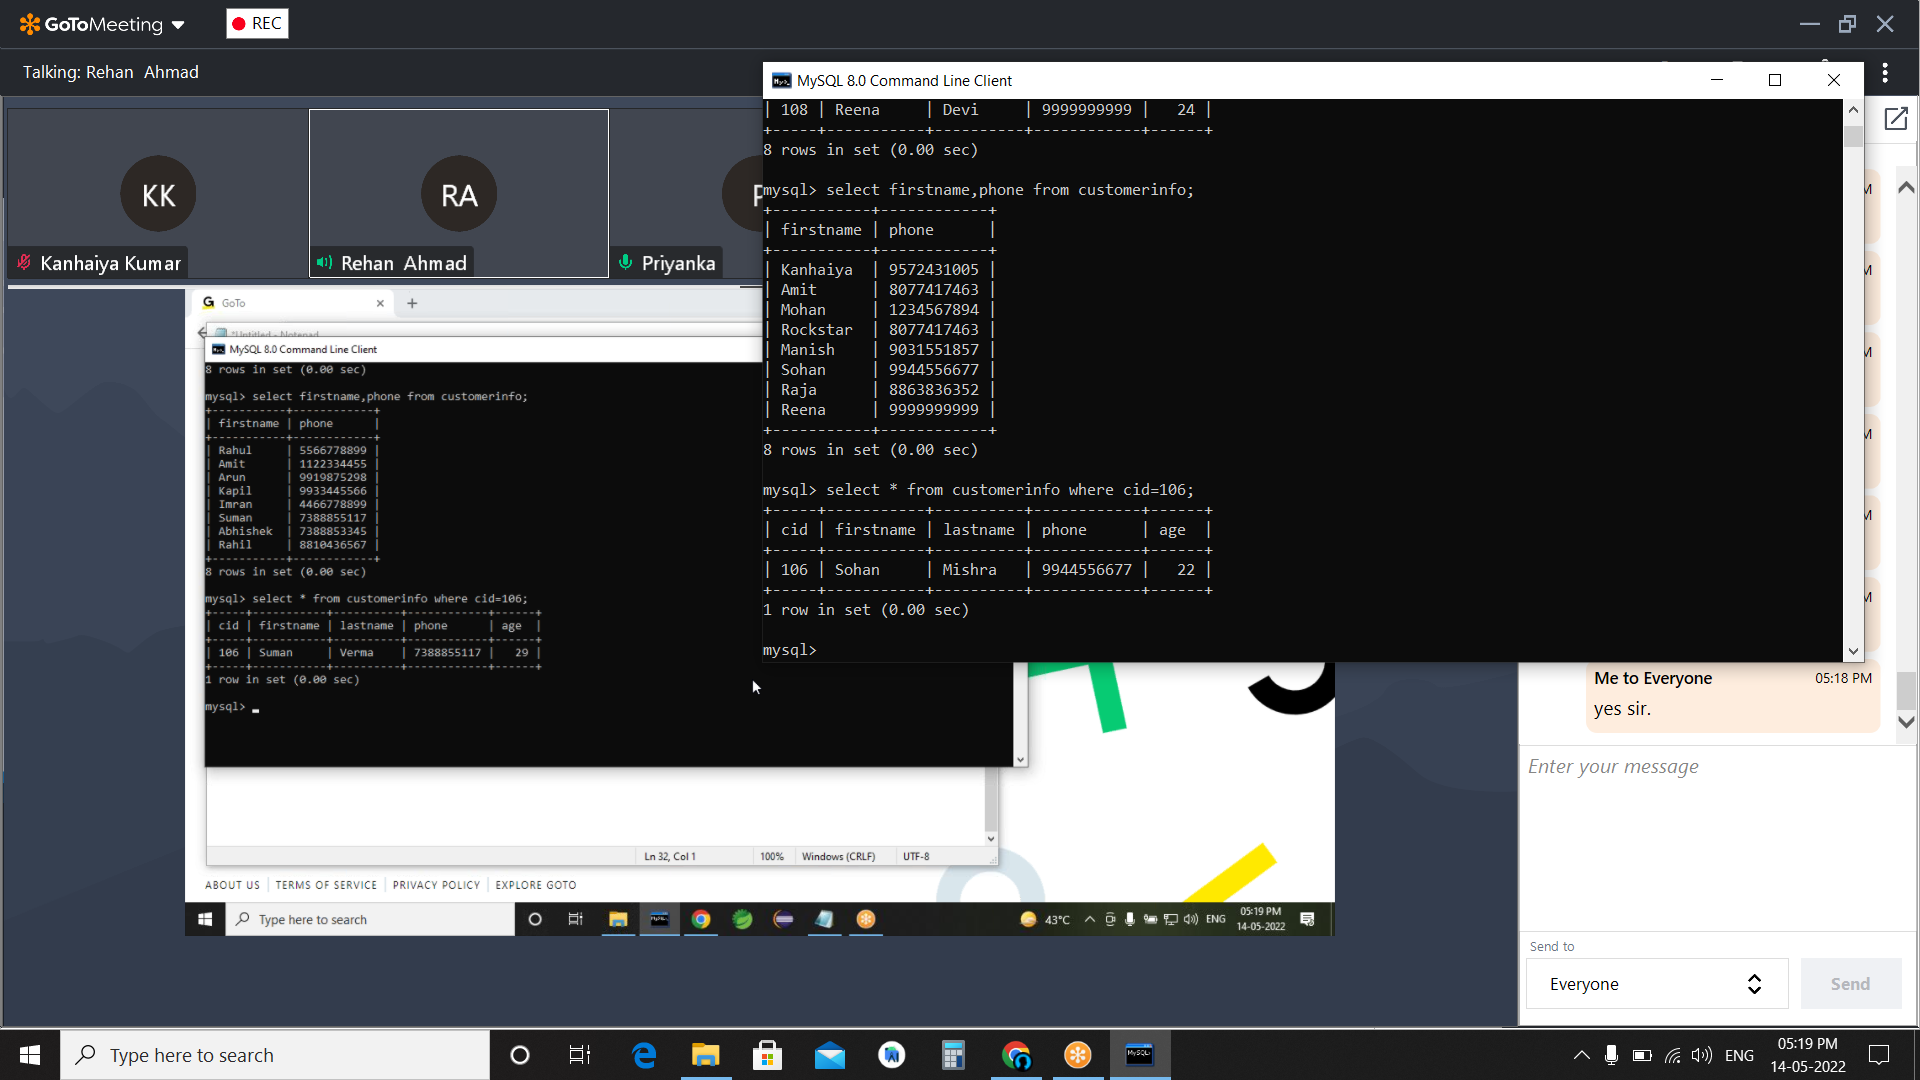 GoToMeeting
REC
Talking: Rehan Ahmad
KK
Kanhaiya Kumar
RA
Rehan Ahmad
Priyanka
MySQL 8.0 Command Line Client
| 108 | Reena | Devi | 9999999999 | 24 |
+-----+-----------+----------+------------+------+
8 rows in set (0.00 sec)
mysql> select firstname,phone from customerinfo;
+-----------+------------+
| firstname | phone |
+-----------+------------+
| Kanhaiya | 9572431005 |
| Amit | 8077417463 |
| Mohan | 1234567894 |
| Rockstar | 8077417463 |
| Manish | 9031551857 |
| Sohan | 9944556677 |
| Raja | 8863836352 |
| Reena | 9999999999 |
+-----------+------------+
8 rows in set (0.00 sec)
mysql> select * from customerinfo where cid=106;
+-----+-----------+----------+------------+------+
| cid | firstname | lastname | phone | age |
+-----+-----------+----------+------------+------+
| 106 | Sohan | Mishra | 9944556677 | 22 |
+-----+-----------+----------+------------+------+
1 row in set (0.00 sec)
mysql>
GoTo
*Untitled - Notepad
MySQL 8.0 Command Line Client
8 rows in set (0.00 sec)
mysql> select firstname,phone from customerinfo;
+-----------+------------+
| firstname | phone |
+-----------+------------+
| Rahul | 5566778899 |
| Amit | 1122334455 |
| Arun | 9919875298 |
| Kapil | 9933445566 |
| Imran | 4466778899 |
| Suman | 7388855117 |
| Abhishek | 7388853345 |
| Rahil | 8810436567 |
+-----------+------------+
8 rows in set (0.00 sec)
mysql> select * from customerinfo where cid=106;
+-----+-----------+----------+------------+------+
| cid | firstname | lastname | phone | age |
+-----+-----------+----------+------------+------+
| 106 | Suman | Verma | 7388855117 | 29 |
+-----+-----------+----------+------------+------+
1 row in set (0.00 sec)
mysql> _
Ln 32, Col 1
100%
Windows (CRLF)
UTF-8
ABOUT US | TERMS OF SERVICE | PRIVACY POLICY | EXPLORE GOTO
Type here to search
43°C
ENG
05:19 PM
14-05-2022
Me to Everyone
05:18 PM
yes sir.
Enter your message
Send to
Everyone
Send
Type here to search
ENG
05:19 PM
14-05-2022